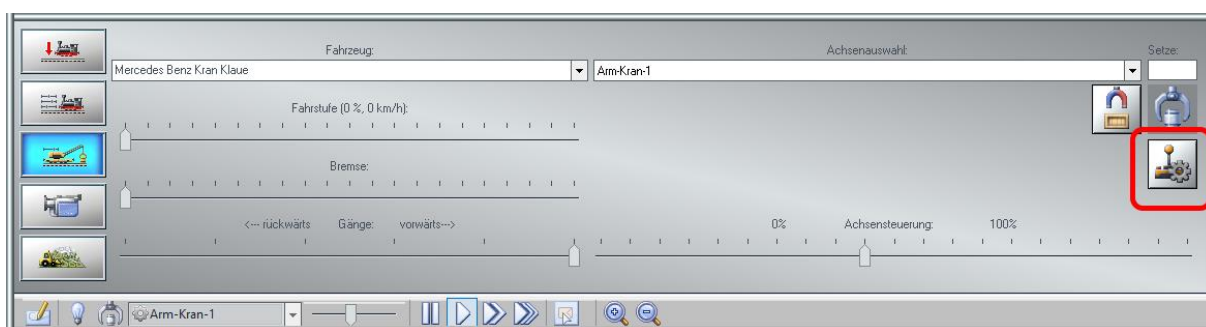 Fahrzeug:
Achsenauswahl:
Setze:
Mercedes Benz Kran Klaue
Arm-Kran-1
Fahrstufe (0 %, 0 km/h):
Bremse:
<--- rückwärts Gänge: vorwärts--->
0% Achsensteuerung: 100%
Arm-Kran-1